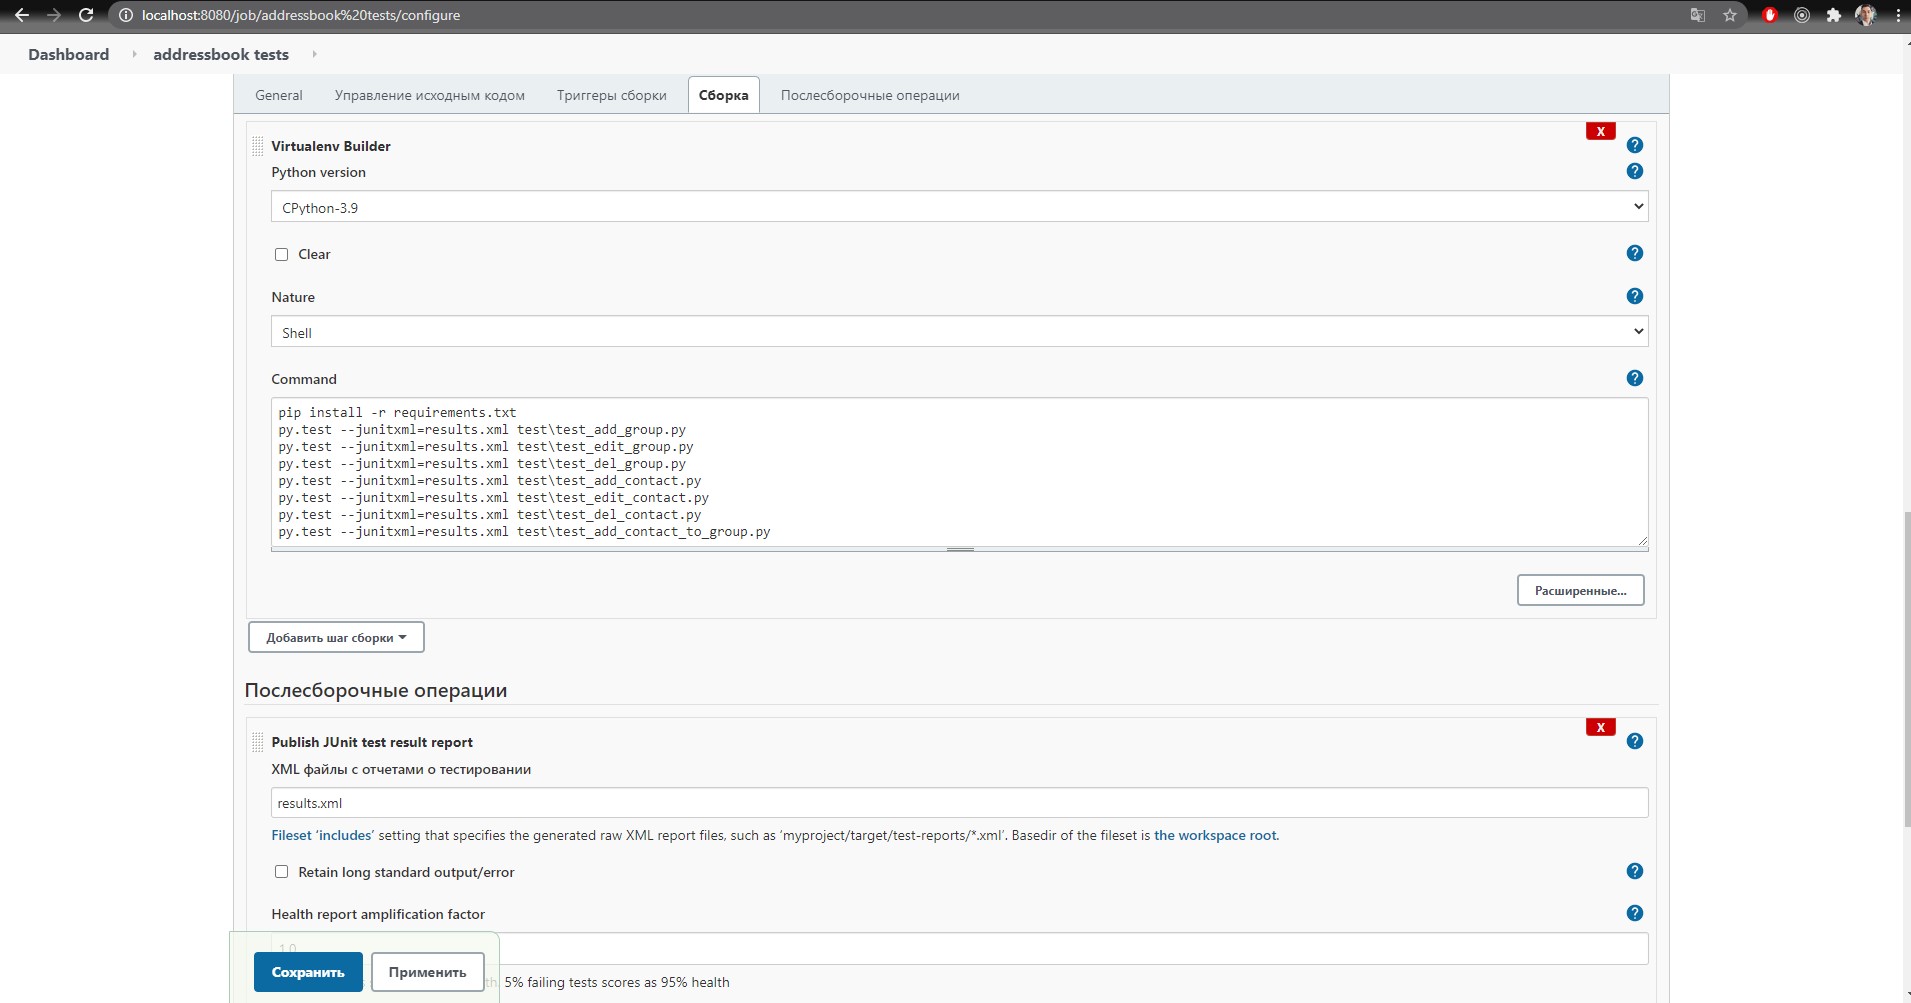 localhost:8080/job/addressbook%20tests/configure
Dashboard addressbook tests
General Управление исходным кодом Триггеры сборки Сборка Послесборочные операции
X
Virtualenv Builder ?
Python version ?
CPython-3.9
Clear ?
Nature ?
Shell
Command ?
pip install -r requirements.txt
py.test --junitxml=results.xml test\test_add_group.py
py.test --junitxml=results.xml test\test_edit_group.py
py.test --junitxml=results.xml test\test_del_group.py
py.test --junitxml=results.xml test\test_add_contact.py
py.test --junitxml=results.xml test\test_edit_contact.py
py.test --junitxml=results.xml test\test_del_contact.py
py.test --junitxml=results.xml test\test_add_contact_to_group.py
Расширенные...
Добавить шаг сборки
Послесборочные операции
X
Publish JUnit test result report ?
XML файлы с отчетами о тестировании
results.xml
Fileset 'includes' setting that specifies the generated raw XML report files, such as 'myproject/target/test-reports/*.xml'. Basedir of the fileset is the workspace root.
Retain long standard output/error ?
Health report amplification factor ?
1.0
Сохранить Применить th. 5% failing tests scores as 95% health